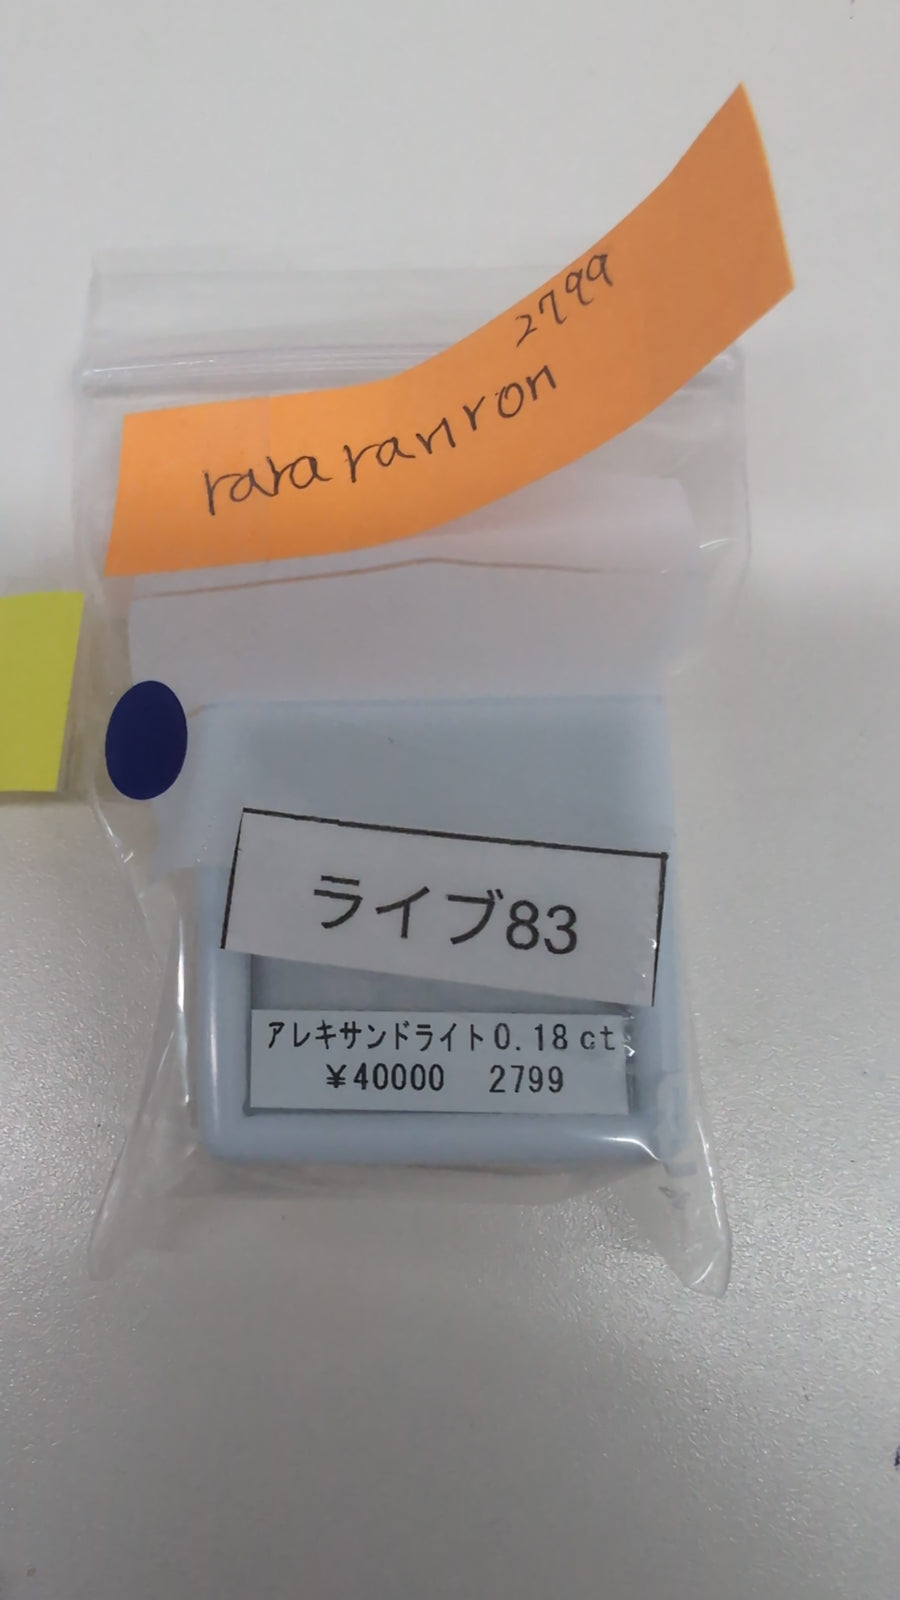 2799
rararanron
ライブ83
アレキサンドライト0.18ct
¥40000 2799